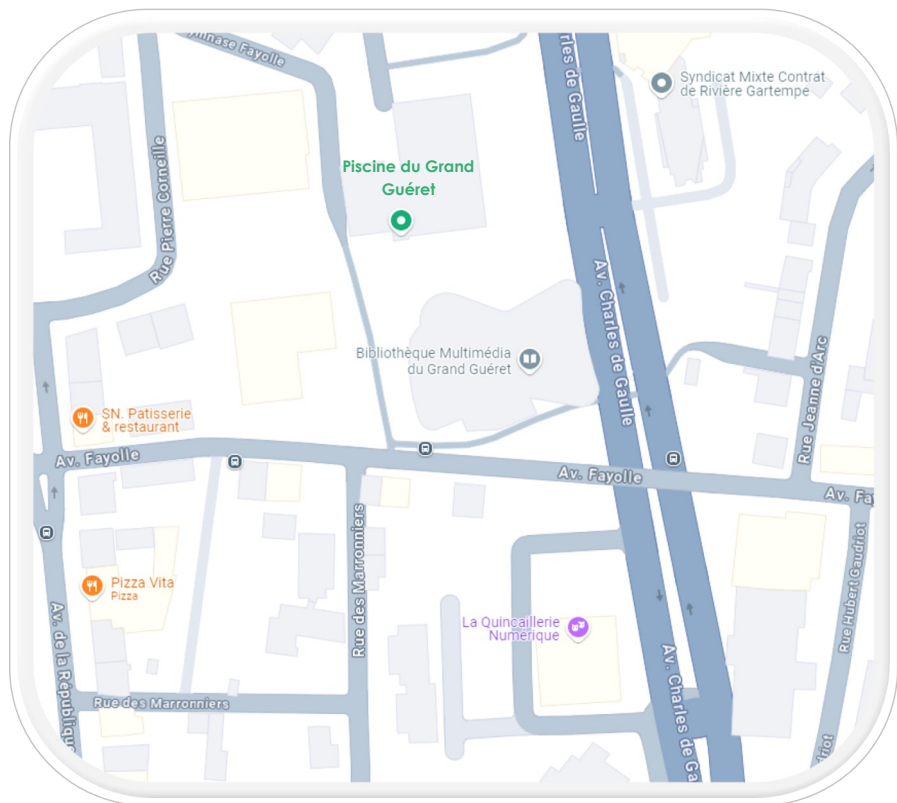 mnase Fayolle
rles de Gaulle
Syndicat Mixte Contrat
de Rivière Gartempe
Piscine du Grand
Guéret
Rue Pierre Corneille
Av. Charles de Gaulle
Bibliothèque Multimédia
du Grand Guéret
Rue Jeanne d'Arc
SN. Patisserie
& restaurant
Av. Fayolle
Av. Fayolle
Av. Fay
Rue Hubert Gaudriot
Pizza Vita
Pizza
Rue des Marronniers
La Quincaillerie
Numérique
Av. de la République
Rue des Marronniers
Av. Charles de Ga
riot